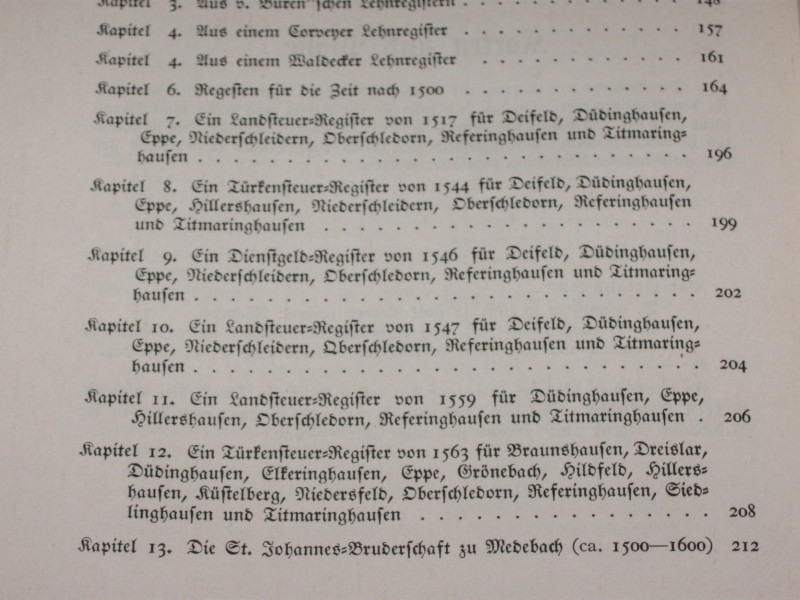 Kapitel 3. Aus v. Buren'schen Lehnregistern . . . . . . . . . . . . 148
Kapitel 4. Aus einem Corveyer Lehnregister . . . . . . . . . . . . 157
Kapitel 4. Aus einem Waldecker Lehnregister . . . . . . . . . . . 161
Kapitel 6. Regesten für die Zeit nach 1500 . . . . . . . . . . . . 164
Kapitel 7. Ein Landsteuer-Register von 1517 für Deifeld, Düdinghausen,
Eppe, Niederschleidern, Oberschledorn, Referinghausen und Titmaring-
hausen . . . . . . . . . . . . . . . . . . . . . . . . . . 196
Kapitel 8. Ein Türkensteuer-Register von 1544 für Deifeld, Düdinghausen,
Eppe, Hillershausen, Niederschleidern, Oberschledorn, Referinghausen
und Titmaringhausen . . . . . . . . . . . . . . . . . . . . 199
Kapitel 9. Ein Dienstgeld-Register von 1546 für Deifeld, Düdinghausen,
Eppe, Niederschleidern, Oberschledorn, Referinghausen und Titmaring-
hausen . . . . . . . . . . . . . . . . . . . . . . . . . . 202
Kapitel 10. Ein Landsteuer-Register von 1547 für Deifeld, Düdinghausen,
Eppe, Niederschleidern, Oberschledorn, Referinghausen und Titmaring-
hausen . . . . . . . . . . . . . . . . . . . . . . . . . . 204
Kapitel 11. Ein Landsteuer-Register von 1559 für Düdinghausen, Eppe,
Hillershausen, Oberschledorn, Referinghausen und Titmaringhausen . 206
Kapitel 12. Ein Türkensteuer-Register von 1563 für Braunshausen, Dreislar,
Düdinghausen, Elkeringhausen, Eppe, Grönebach, Hildfeld, Hillers-
hausen, Küstelberg, Niedersfeld, Oberschledorn, Referinghausen, Sied-
linghausen und Titmaringhausen . . . . . . . . . . . . . . . 208
Kapitel 13. Die St. Johannes-Bruderschaft zu Medebach (ca. 1500—1600) 212